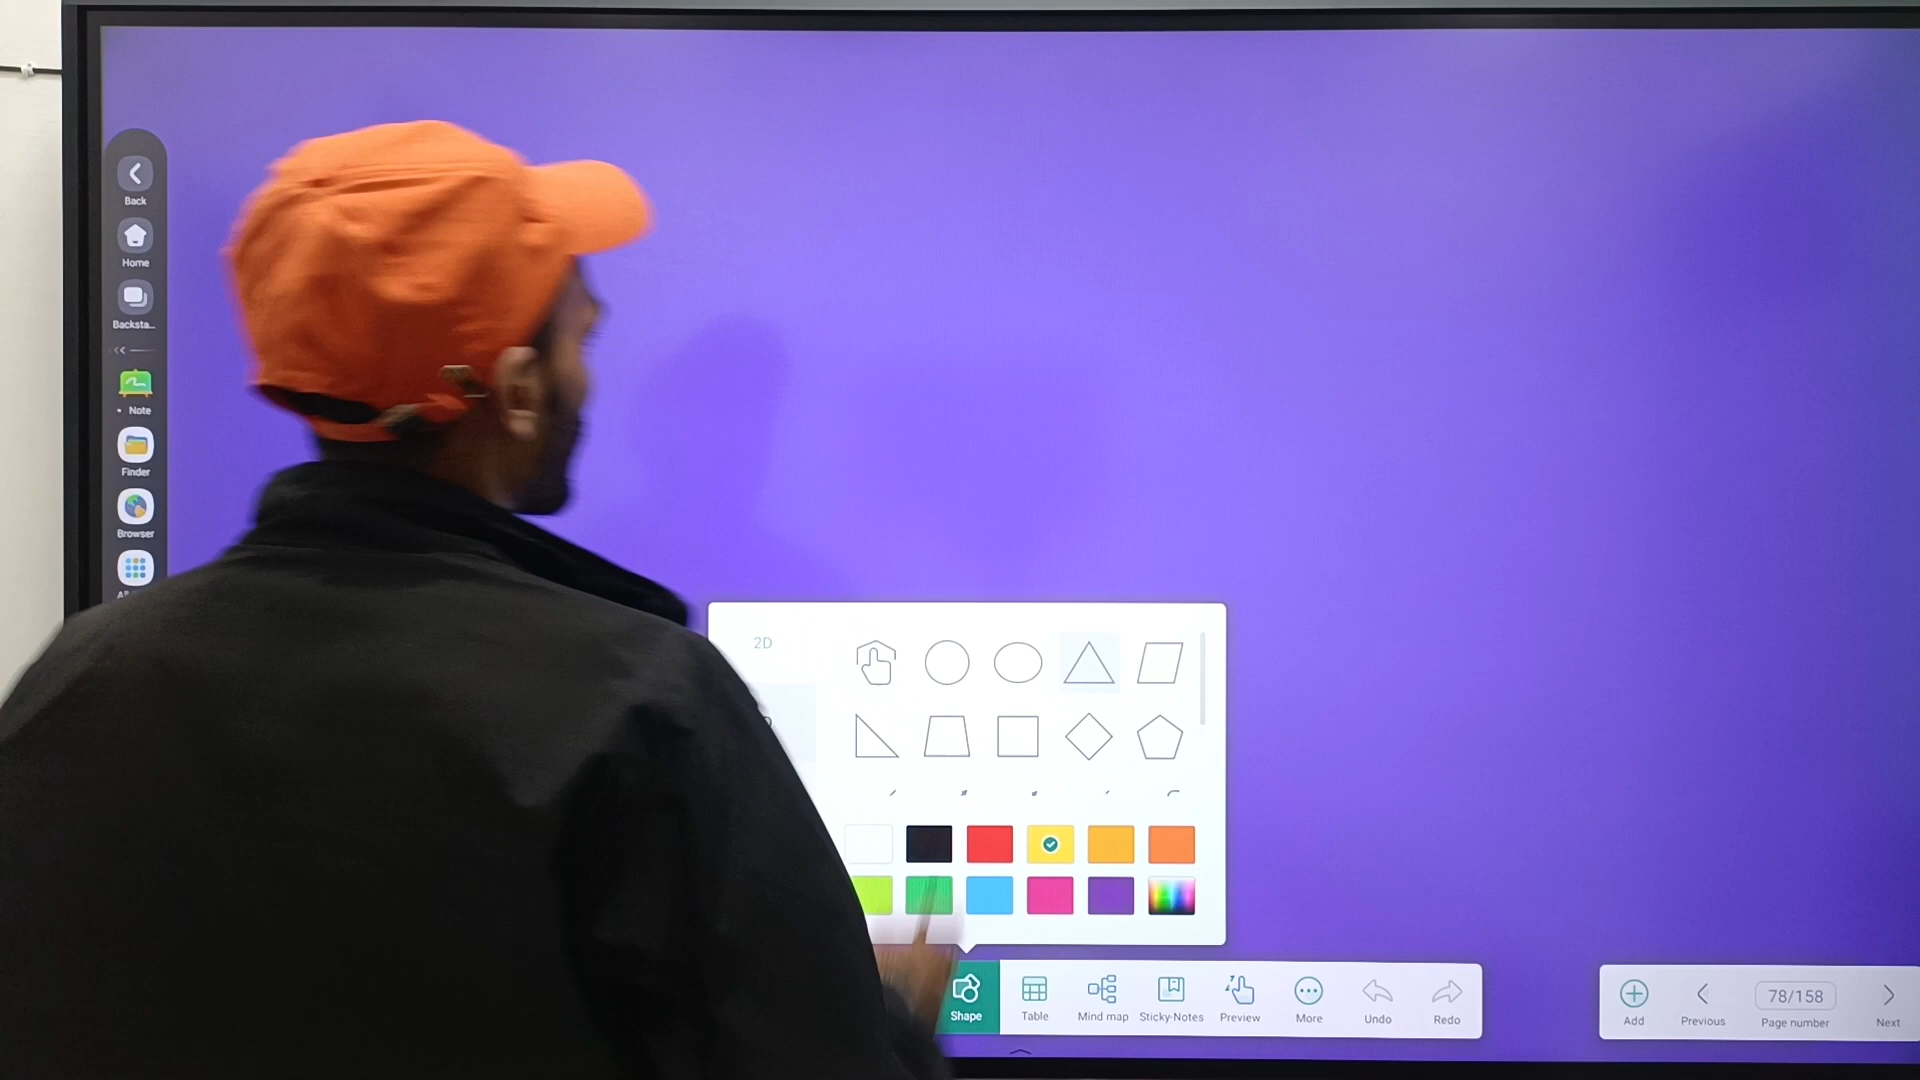 Back
Home
Backsta...
Note
Finder
Browser
2D
Shape
Table
Mind map
Sticky-Notes
Preview
More
Undo
Redo
Add
Previous
78/158
Page number
Next